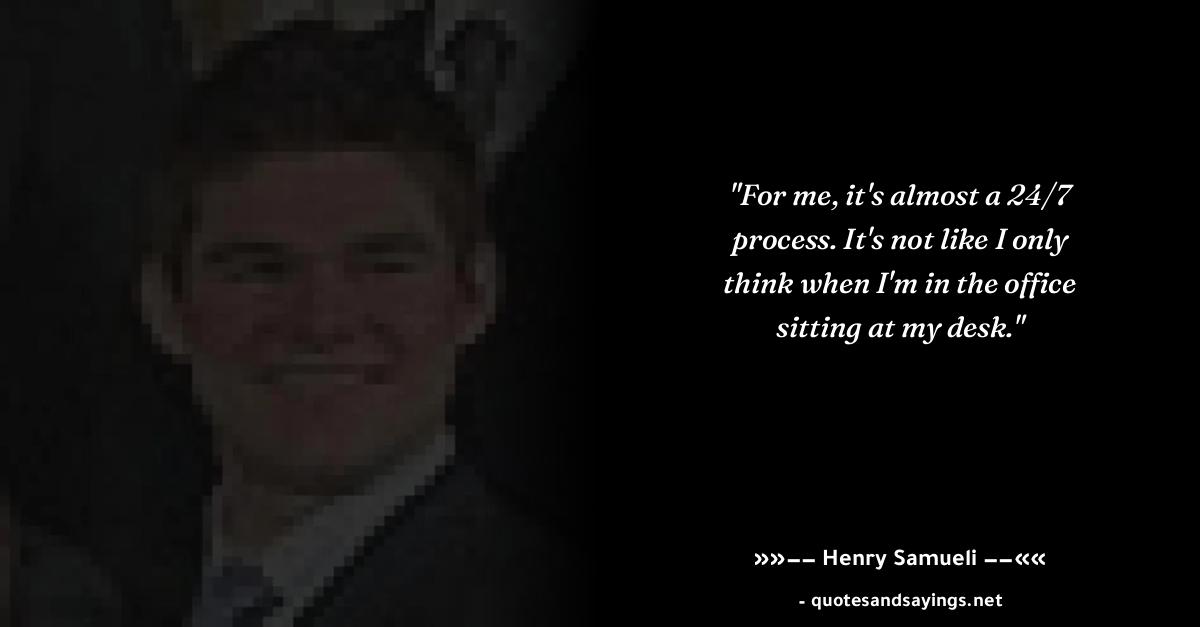 "For me, it's almost a 24/7
process. It's not like I only
think when I'm in the office
sitting at my desk."
»»−− Henry Samueli −−««
- quotesandsayings.net